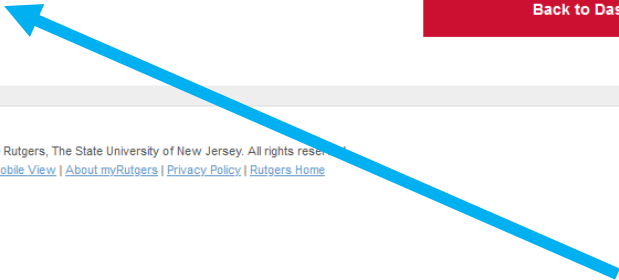 Back to Das
Rutgers, The State University of New Jersey. All rights
obile View | About myRutgers | Privacy Policy | Rutgers Home